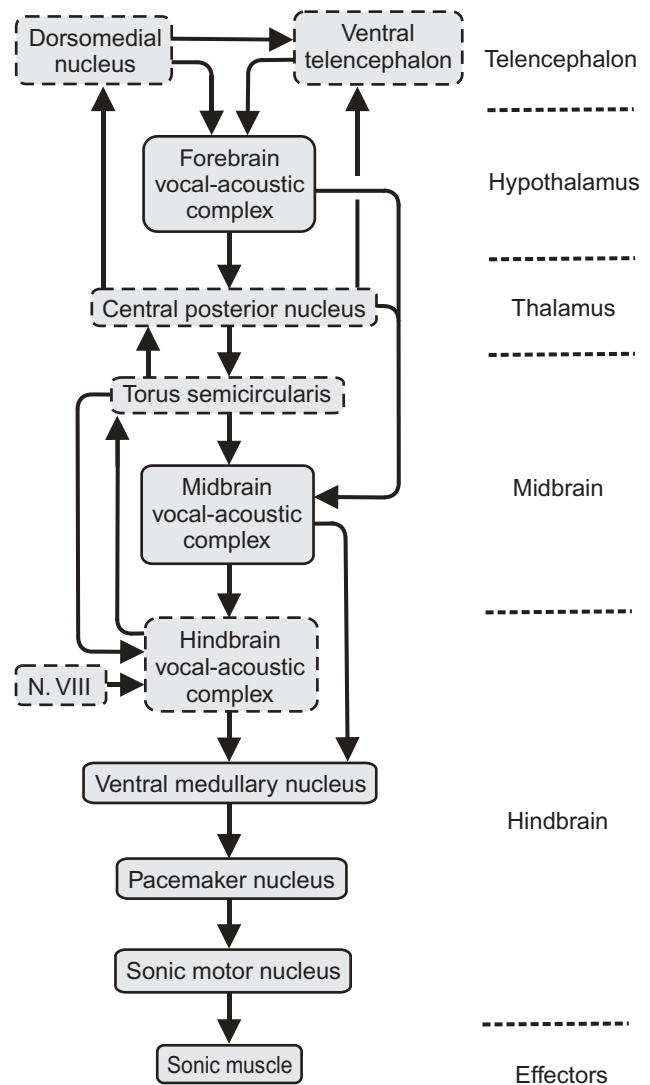 Dorsomedial
nucleus
Ventral
telencephalon
Telencephalon
Forebrain
vocal-acoustic
complex
Hypothalamus
Central posterior nucleus
Thalamus
Torus semicircularis
Midbrain
vocal-acoustic
complex
Midbrain
Hindbrain
vocal-acoustic
complex
N. VIII
Ventral medullary nucleus
Hindbrain
Pacemaker nucleus
Sonic motor nucleus
Sonic muscle
Effectors